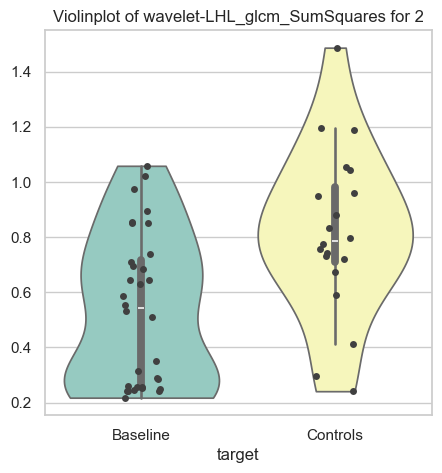 Violinplot of wavelet-LHL_glcm_SumSquares for 2
1.4
1.2
1.0
0.8
0.6
0.4
0.2
Baseline
Controls
target